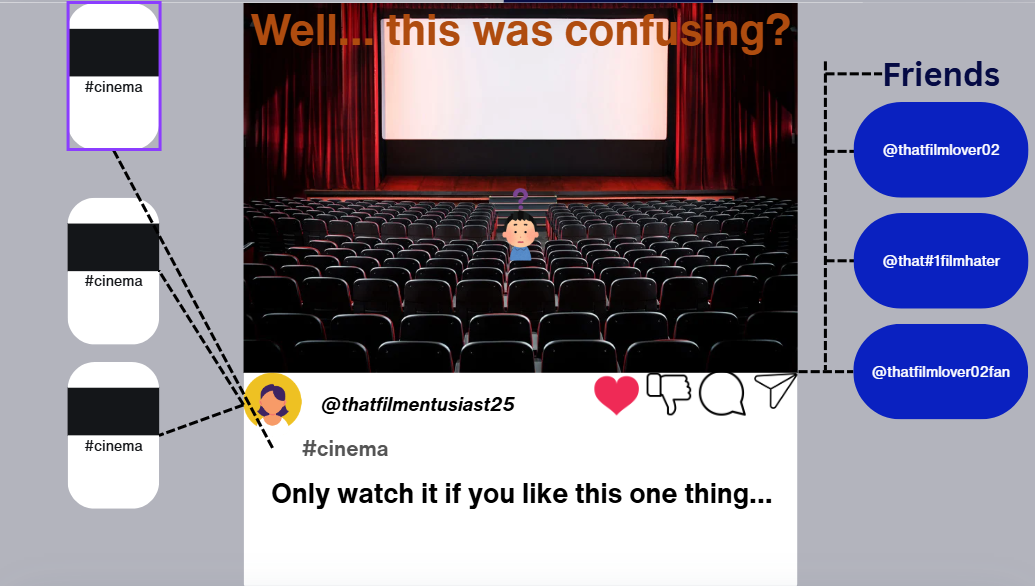 Well... this was confusing?
?
#cinema
#cinema
#cinema
Friends
@thatfilmlover02
@that#1filmhater
@thatfilmlover02fan
@thatfilmentusiast25
#cinema
Only watch it if you like this one thing...